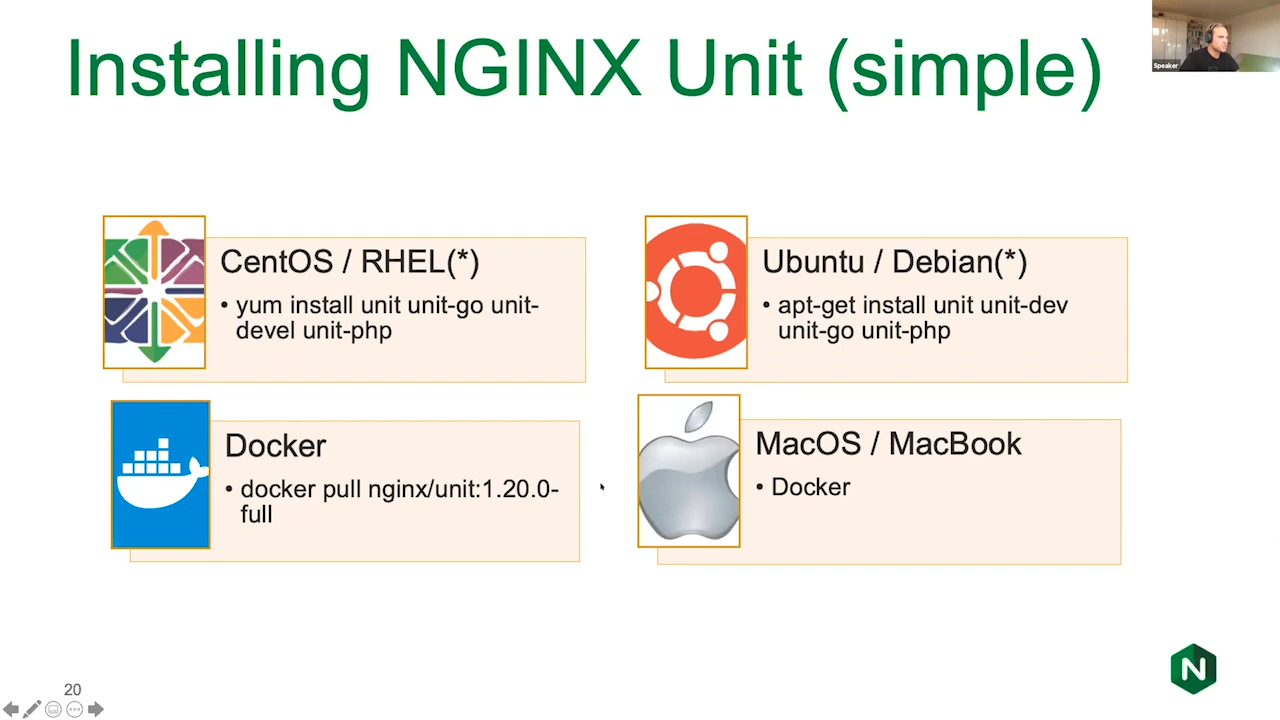 Installing NGINX Unit (simple)
Speaker
CentOS / RHEL(*)
• yum install unit unit-go unit-
devel unit-php
Ubuntu / Debian(*)
• apt-get install unit unit-dev
unit-go unit-php
Docker
• docker pull nginx/unit:1.20.0-
full
MacOS / MacBook
• Docker
N
20